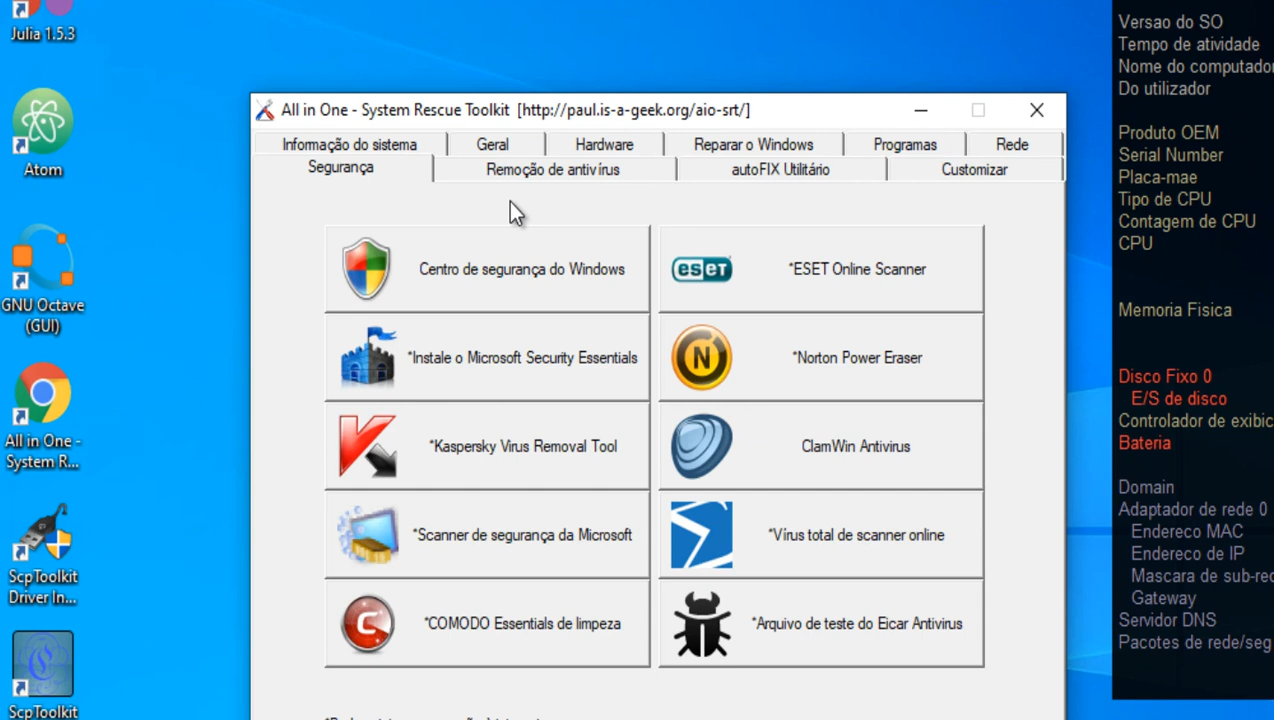 Julia 1.5.3
Atom
GNU Octave
(GUI)
All in One -
System R...
ScpToolkit
Driver In...
ScpToolkit
All in One - System Rescue Toolkit [http://paul.is-a-geek.org/aio-srt/]
Informação do sistema
Geral
Hardware
Reparar o Windows
Programas
Rede
Segurança
Remoção de antivírus
autoFIX Utilitário
Customizar
Centro de segurança do Windows
eseT
*ESET Online Scanner
*Instale o Microsoft Security Essentials
N
*Norton Power Eraser
*Kaspersky Virus Removal Tool
ClamWin Antivirus
*Scanner de segurança da Microsoft
*Vírus total de scanner online
C
*COMODO Essentials de limpeza
*Arquivo de teste do Eicar Antivirus
Versao do SO
Tempo de atividade
Nome do computador
Do utilizador
Produto OEM
Serial Number
Placa-mae
Tipo de CPU
Contagem de CPU
CPU
Memoria Fisica
Disco Fixo 0
E/S de disco
Controlador de exibic
Bateria
Domain
Adaptador de rede 0
Endereco MAC
Endereco de IP
Mascara de sub-red
Gateway
Servidor DNS
Pacotes de rede/seg